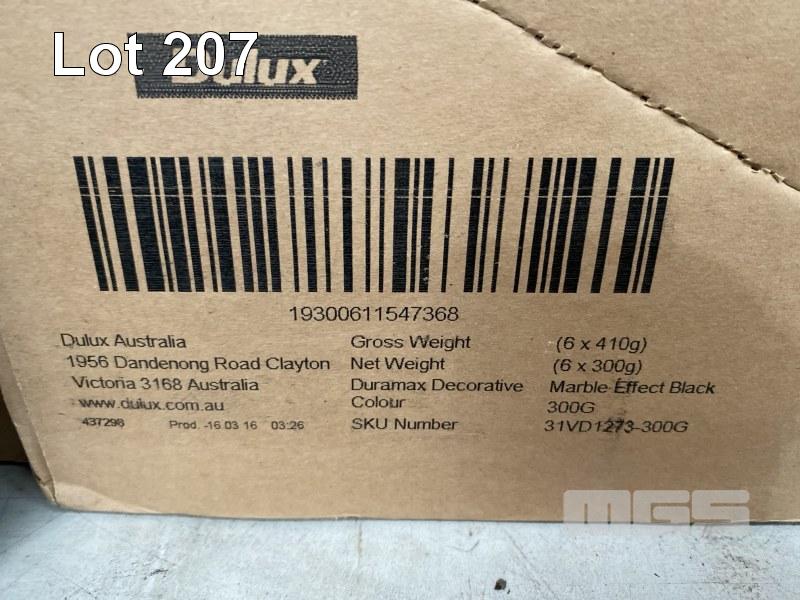 Lot 207
Dulux
19300611547368
Dulux Australia Gross Weight (6 x 410g)
1956 Dandenong Road Clayton Net Weight (6 x 300g)
Victoria 3168 Australia Duramax Decorative Marble Effect Black
www.dulux.com.au Colour 300G
437298 Prod. -16 03 16 03:26 SKU Number 31VD1273-300G
MGS